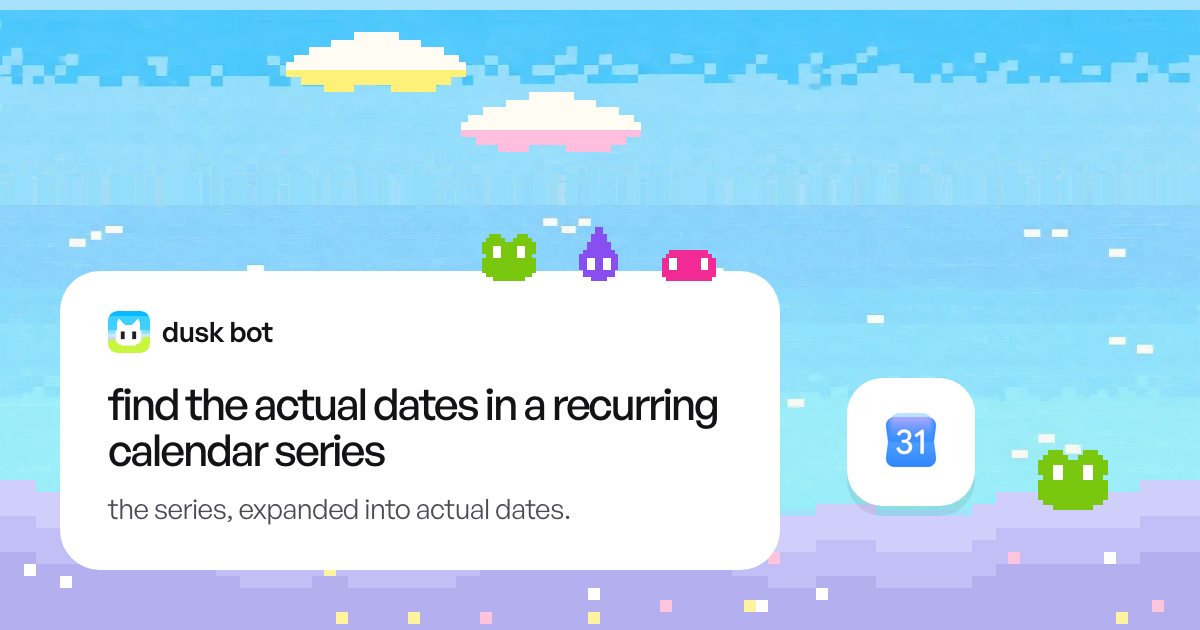 dusk bot
find the actual dates in a recurring
calendar series
the series, expanded into actual dates.
31